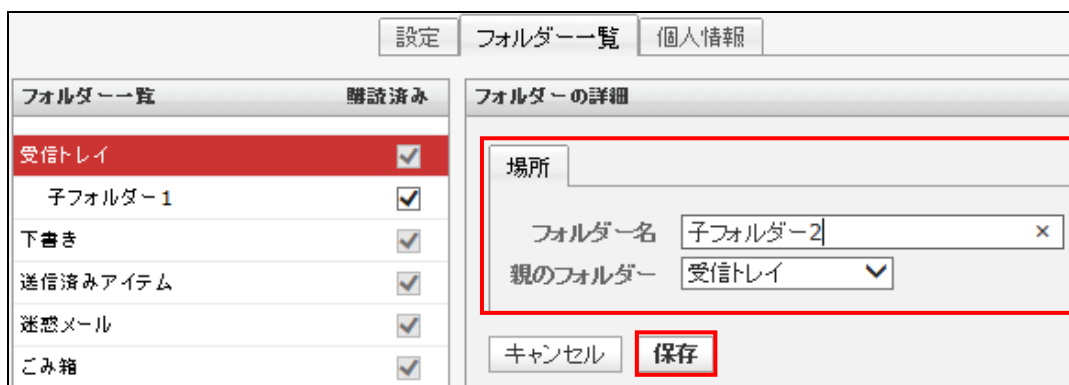 設定 フォルダー一覧 個人情報
フォルダー一覧 購読済み
受信トレイ
子フォルダー1
下書き
送信済みアイテム
迷惑メール
ごみ箱
フォルダーの詳細
場所
フォルダー名 子フォルダー2 ×
親のフォルダー 受信トレイ
キャンセル 保存